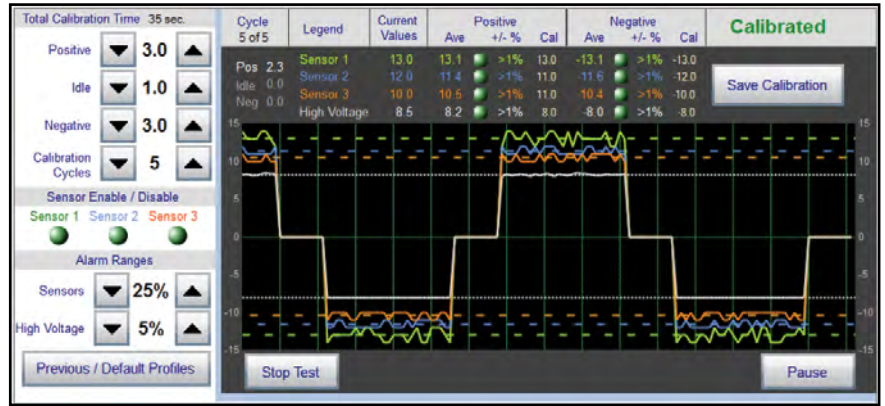 Total Calibration Time 35 sec.
Positive 3.0
Idle 1.0
Negative 3.0
Calibration
Cycles 5
Sensor Enable / Disable
Sensor 1 Sensor 2 Sensor 3
Alarm Ranges
Sensors 25%
High Voltage 5%
Previous / Default Profiles
Cycle
5 of 5
Legend
Current
Values
Positive
Ave +/- % Cal
Negative
Ave +/- % Cal
Calibrated
Pos 2.3
Idle 0.0
Neg 0.0
Sensor 1 13.0 13.1 >1% 13.0 -13.1 >1% -13.0
Sensor 2 12.0 11.4 >1% 11.0 -11.6 >1% -12.0
Sensor 3 10.0 10.5 >1% 11.0 -10.4 >1% -10.0
High Voltage 8.5 8.2 >1% 8.0 -8.0 >1% -8.0
Save Calibration
15 15
10 10
5 5
0 0
-5 -5
-10 -10
-15 -15
Stop Test
Pause